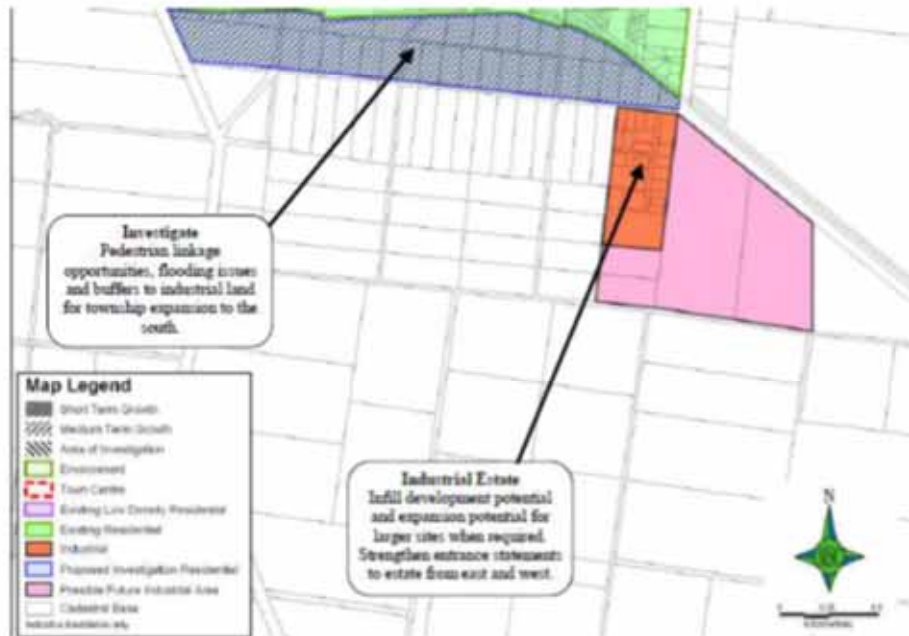 Investigate
Pedestrian linkage
opportunities, flooding issues
and buffers to industrial land
for township expansion to the
south.
Industrial Estate
Infill development potential
and expansion potential for
larger sites when required.
Strengthen entrance statements
to estate from east and west.
Map Legend
Short Term Growth
Medium Term Growth
Area of Investigation
Environment
Town Centre
Existing Low Density Residential
Existing Residential
Industrial
Proposed Investigation Residential
Possible Future Industrial Area
Cadastral Base
N
0